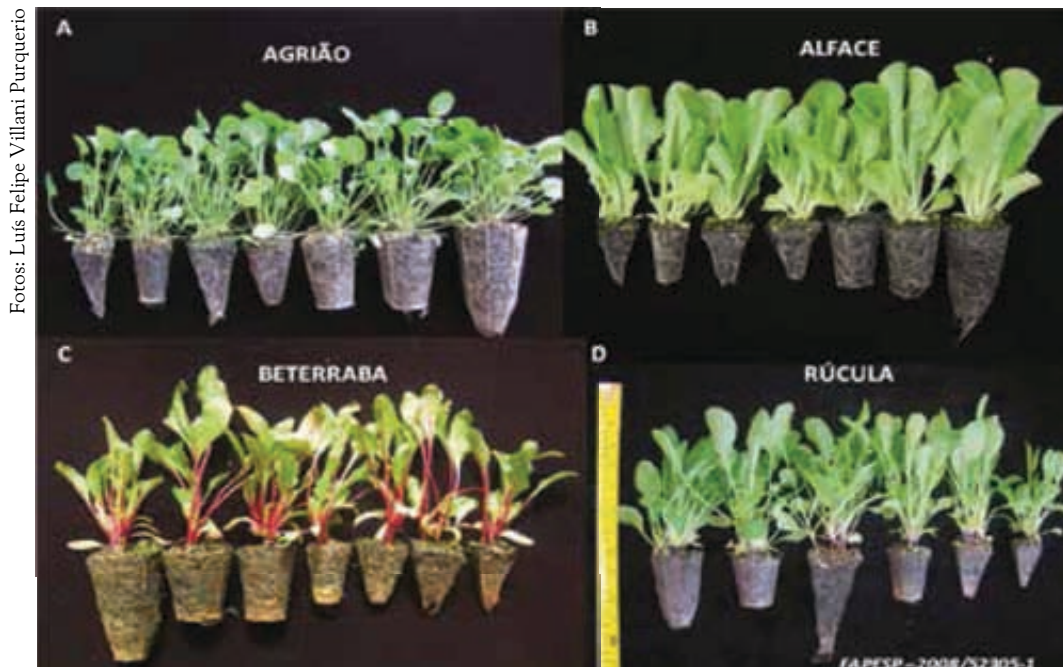 Fotos: Luís Felipe Villani Purquerio
A
AGRIÃO
B
ALFACE
C
BETERRABA
D
RÚCULA